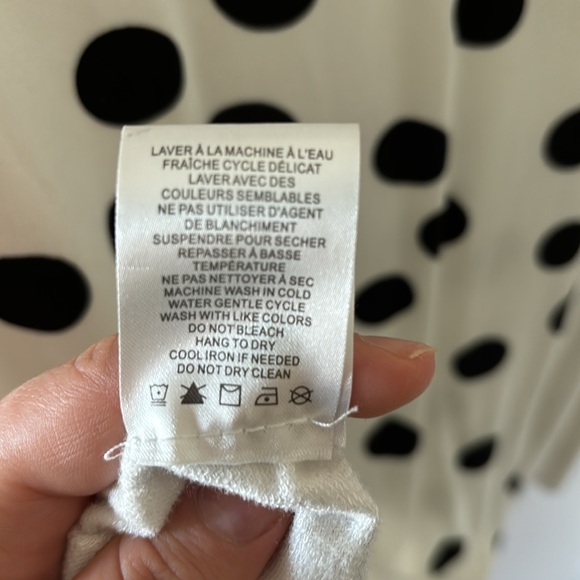 LAVER À LA MACHINE À L'EAU
FRAÎCHE CYCLE DÉLICAT
LAVER AVEC DES
COULEURS SEMBLABLES
NE PAS UTILISER D'AGENT
DE BLANCHIMENT
SUSPENDRE POUR SECHER
REPASSER À BASSE
TEMPÉRATURE
NE PAS NETTOYER À SEC
MACHINE WASH IN COLD
WATER GENTLE CYCLE
WASH WITH LIKE COLORS
DO NOT BLEACH
HANG TO DRY
COOL IRON IF NEEDED
DO NOT DRY CLEAN